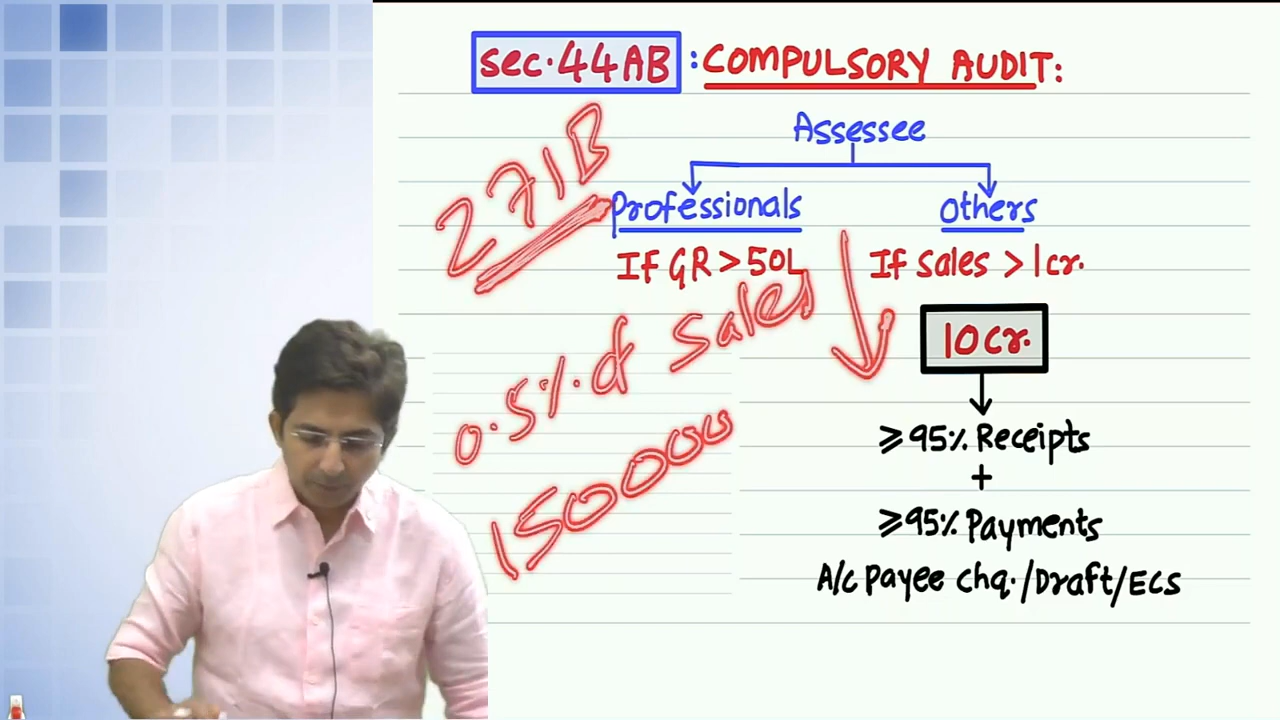 sec.44AB : COMPULSORY AUDIT:
Assessee
Professionals
Others
If GR > 50L
If Sales > 1cr.
10cr.
≥95% Receipts
+
≥95% Payments
A/c Payee chq./Draft/ECS
271B
0.5% of Sales
150000